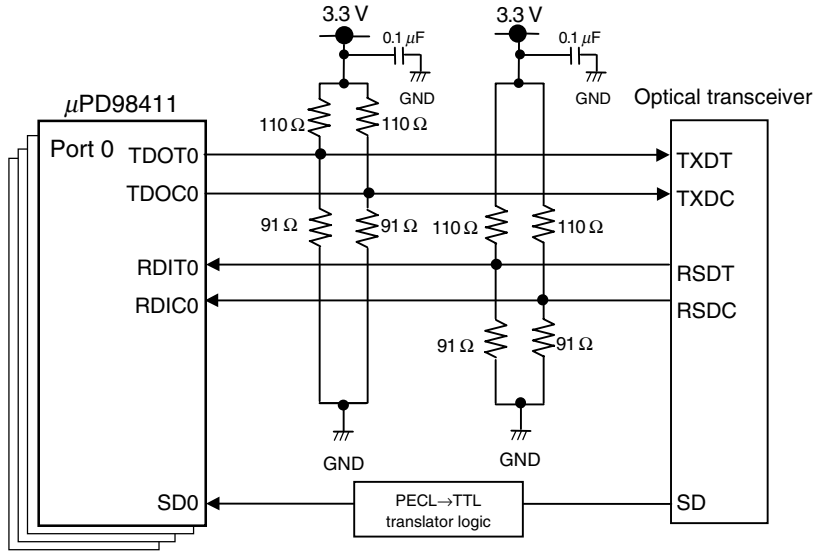 3.3 V
3.3 V
0.1 µF
0.1 µF
GND
GND
µPD98411
Optical transceiver
Port 0
110 Ω
110 Ω
TDOT0
TXDT
TDOC0
TXDC
91 Ω
91 Ω
110 Ω
110 Ω
RDIT0
RSDT
RDIC0
RSDC
91 Ω
91 Ω
GND
GND
SD0
PECL→TTL
translator logic
SD